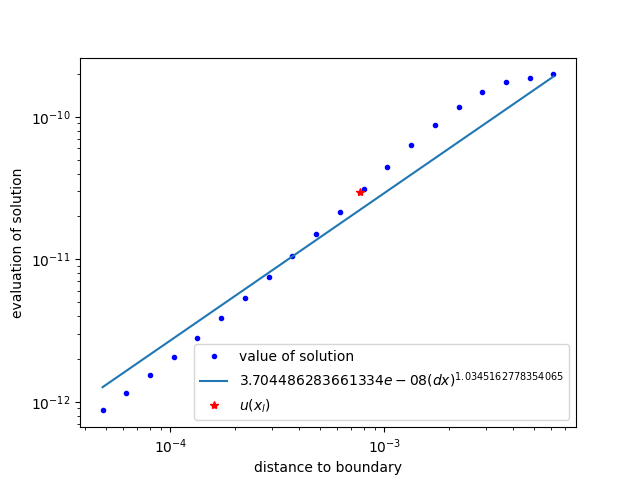 10⁻¹⁰
10⁻¹¹
10⁻¹²
evaluation of solution
value of solution
3.704486283661334e − 08(dx)^1.0345162778354065
u(x_l)
10⁻⁴
10⁻³
distance to boundary